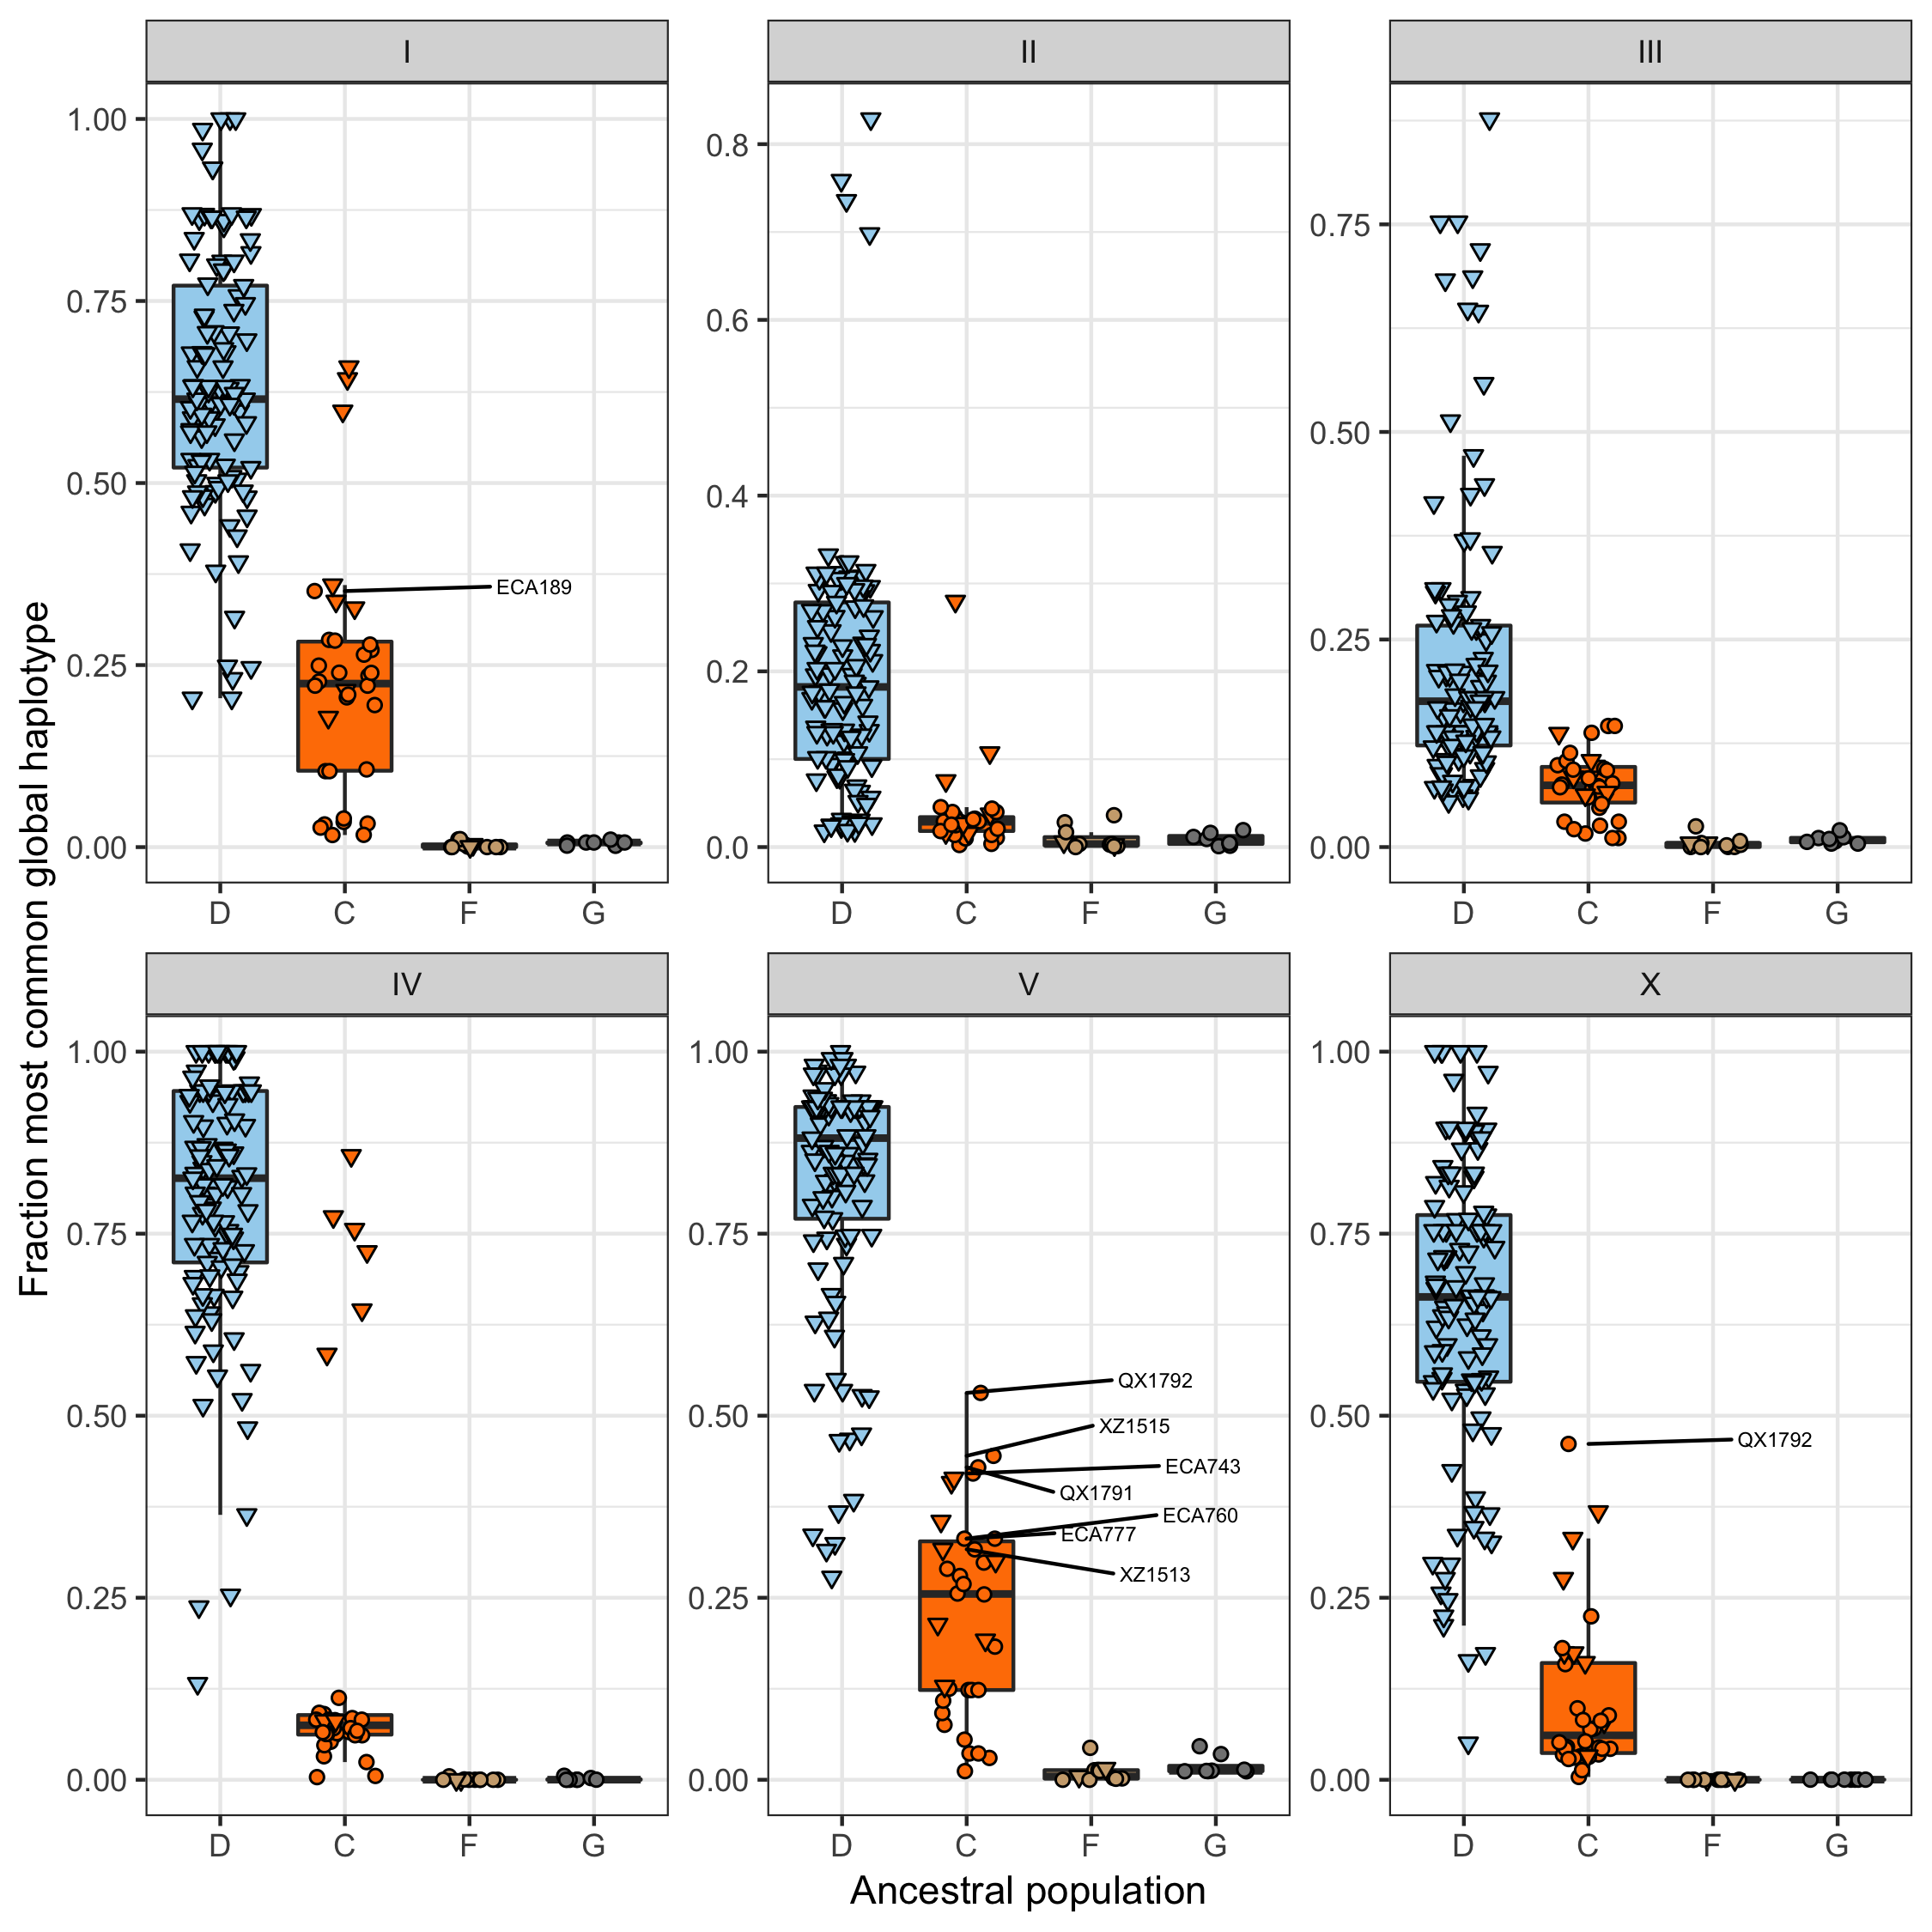 I
II
III
Fraction most common global haplotype
1.00
0.75
0.50
0.25
0.00
ECA189
D C F G
0.8
0.6
0.4
0.2
0.0
D C F G
0.75
0.50
0.25
0.00
D C F G
IV
V
X
1.00
0.75
0.50
0.25
0.00
D C F G
1.00
0.75
0.50
0.25
0.00
QX1792
XZ1515
ECA743
QX1791
ECA760
ECA777
XZ1513
D C F G
1.00
0.75
0.50
0.25
0.00
QX1792
D C F G
Ancestral population